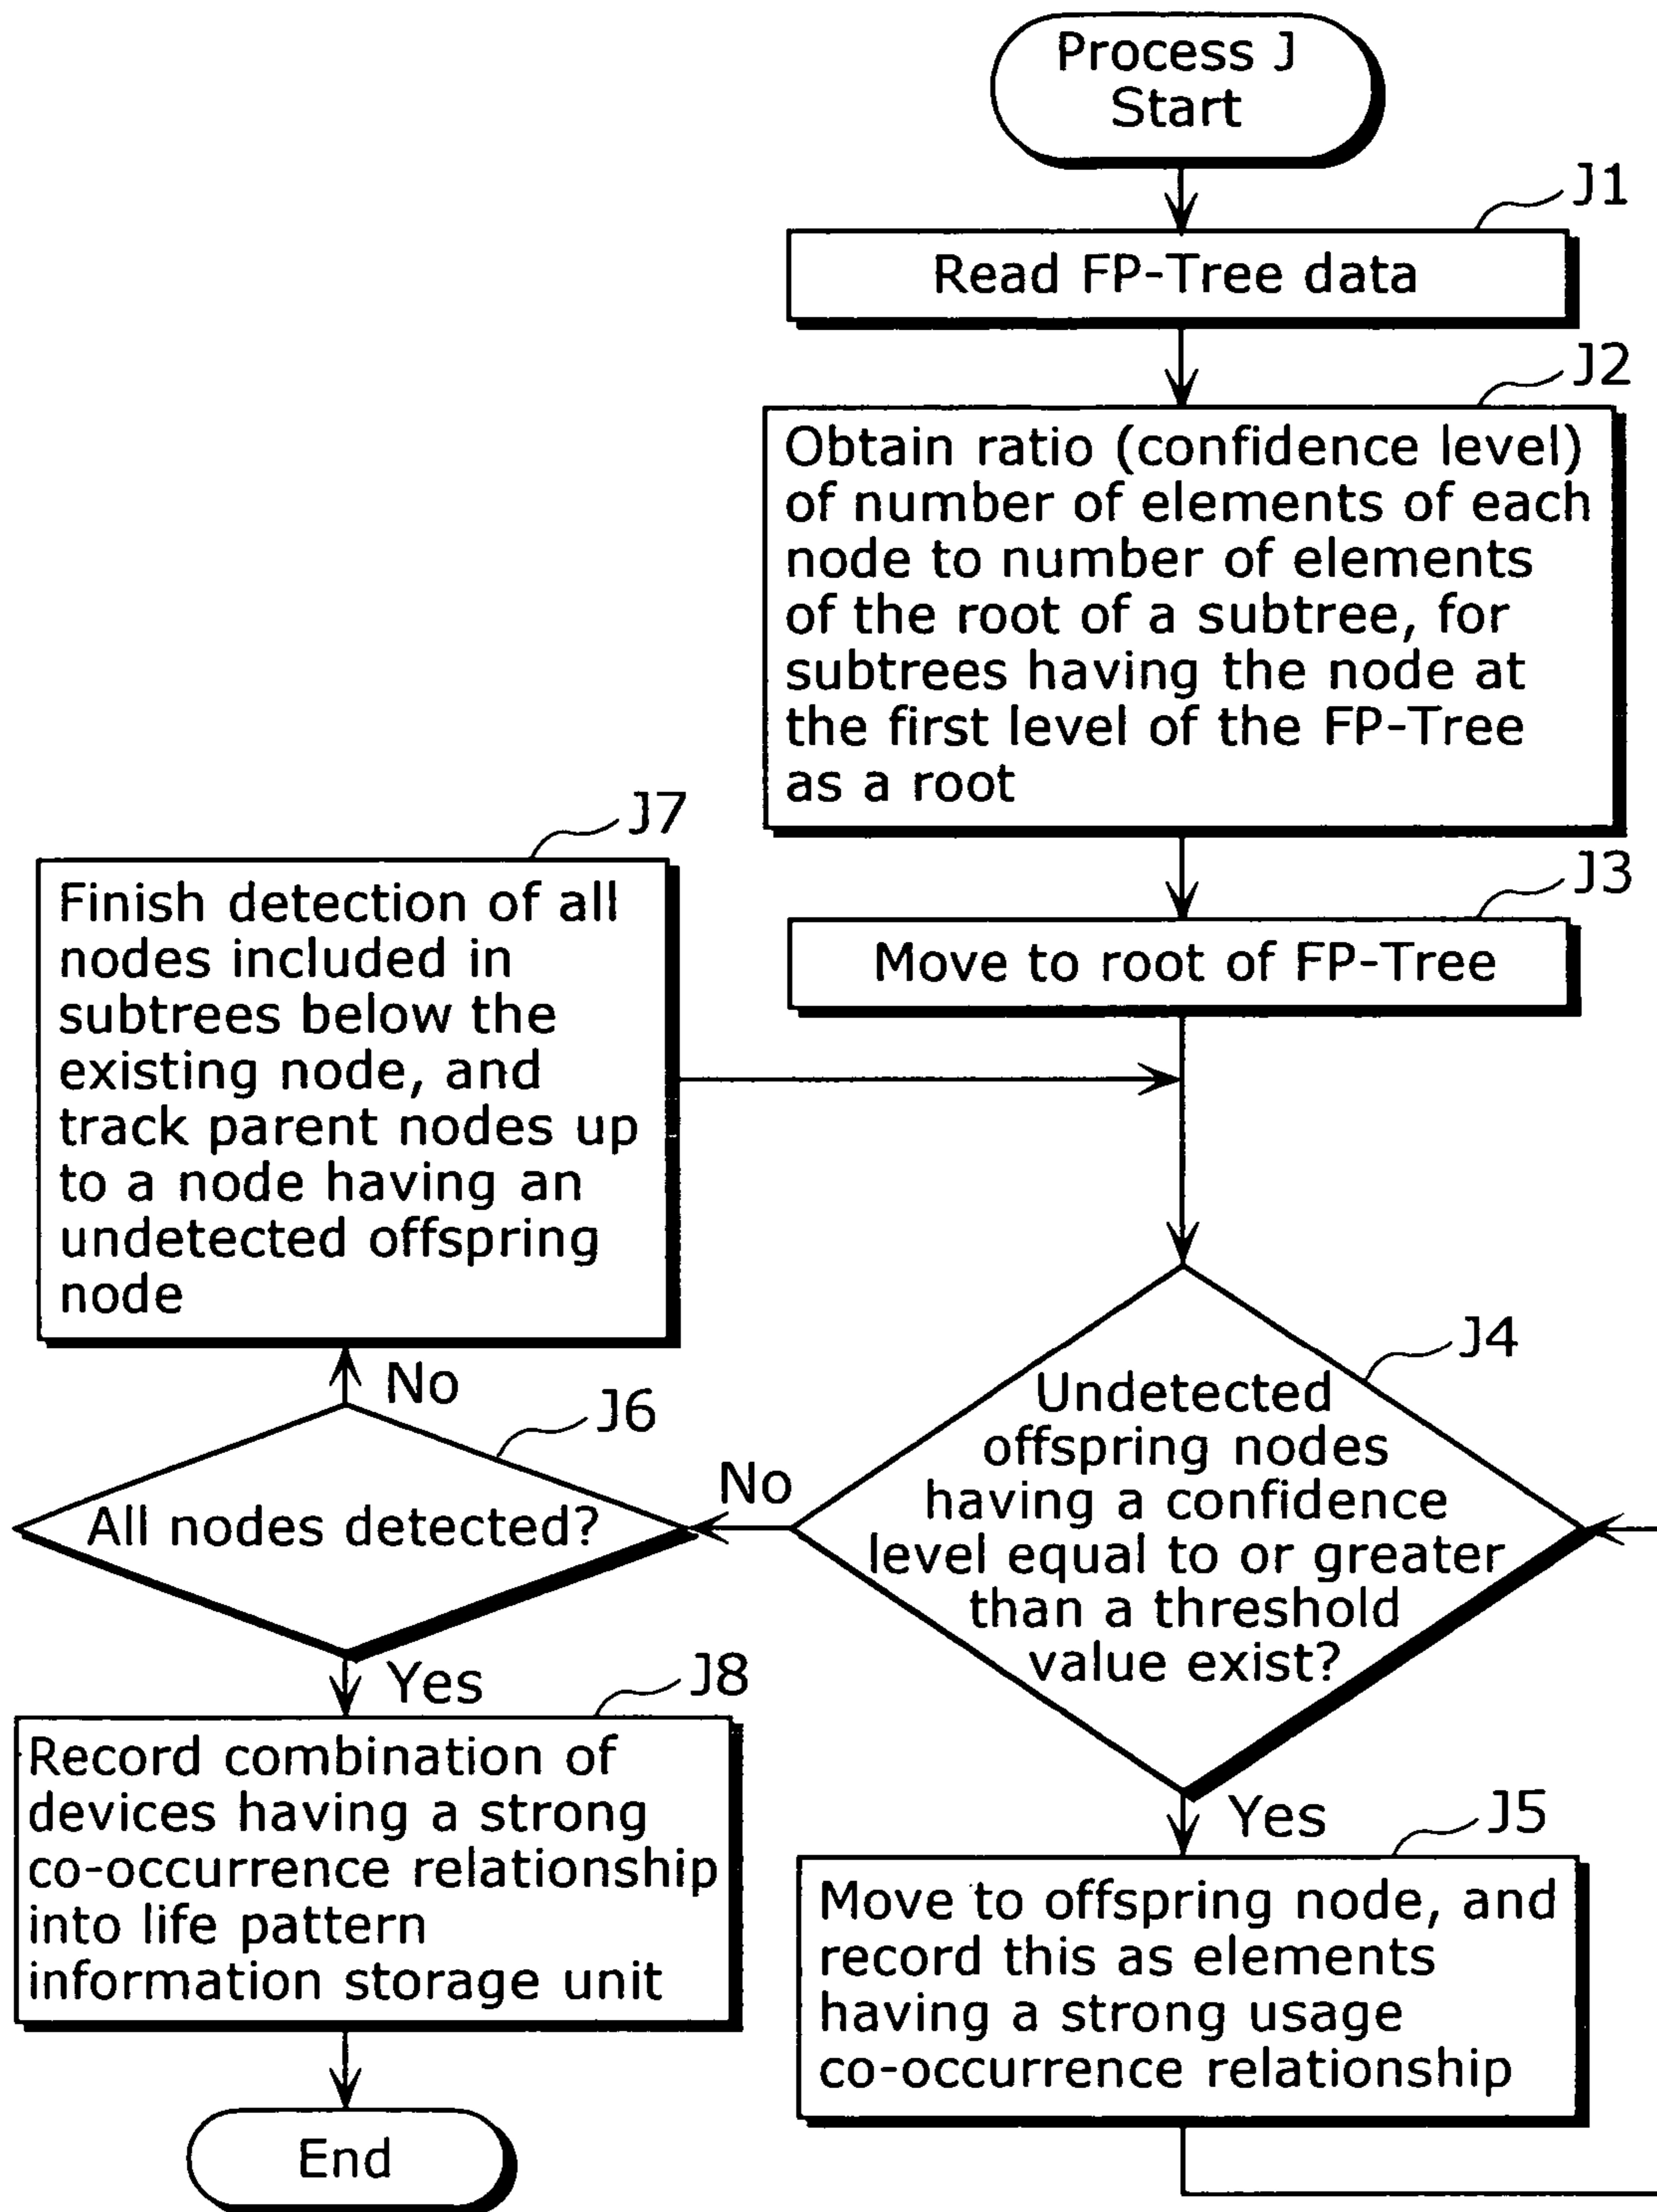 Process J
Start
J1
Read FP-Tree data
J2
Obtain ratio (confidence level)
of number of elements of each
node to number of elements
of the root of a subtree, for
subtrees having the node at
the first level of the FP-Tree
as a root
J3
Move to root of FP-Tree
J7
Finish detection of all
nodes included in
subtrees below the
existing node, and
track parent nodes up
to a node having an
undetected offspring
node
J4
Undetected
offspring nodes
having a confidence
level equal to or greater
than a threshold
value exist?
No
J6
All nodes detected?
No
Yes
J8
Record combination of
devices having a strong
co-occurrence relationship
into life pattern
information storage unit
Yes
J5
Move to offspring node, and
record this as elements
having a strong usage
co-occurrence relationship
End